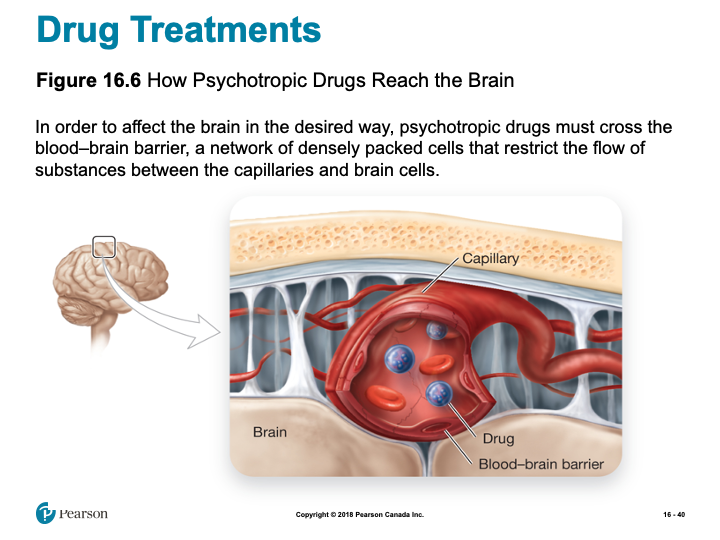 Drug Treatments
Figure 16.6 How Psychotropic Drugs Reach the Brain
In order to affect the brain in the desired way, psychotropic drugs must cross the
blood–brain barrier, a network of densely packed cells that restrict the flow of
substances between the capillaries and brain cells.
Capillary
Brain
Drug
Blood–brain barrier
Pearson
Copyright © 2018 Pearson Canada Inc.
16 - 40